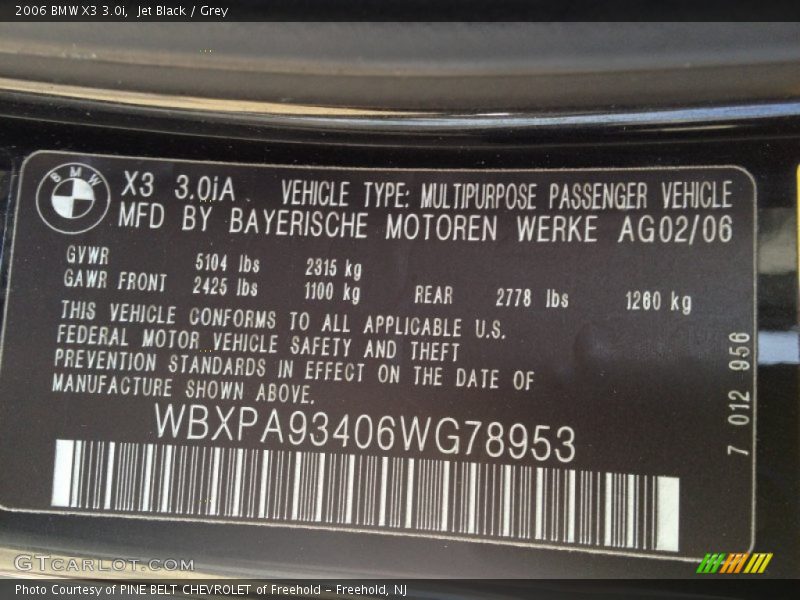 2006 BMW X3 3.0i, Jet Black / Grey
BMW
X3 3.0iA VEHICLE TYPE: MULTIPURPOSE PASSENGER VEHICLE
MFD BY BAYERISCHE MOTOREN WERKE AG02/06
GVWR 5104 lbs 2315 kg
GAWR FRONT 2425 lbs 1100 kg REAR 2778 lbs 1260 kg
THIS VEHICLE CONFORMS TO ALL APPLICABLE U.S.
FEDERAL MOTOR VEHICLE SAFETY AND THEFT
PREVENTION STANDARDS IN EFFECT ON THE DATE OF
MANUFACTURE SHOWN ABOVE.
WBXPA93406WG78953
7 012 956
GTCARLOT.COM
Photo Courtesy of PINE BELT CHEVROLET of Freehold - Freehold, NJ